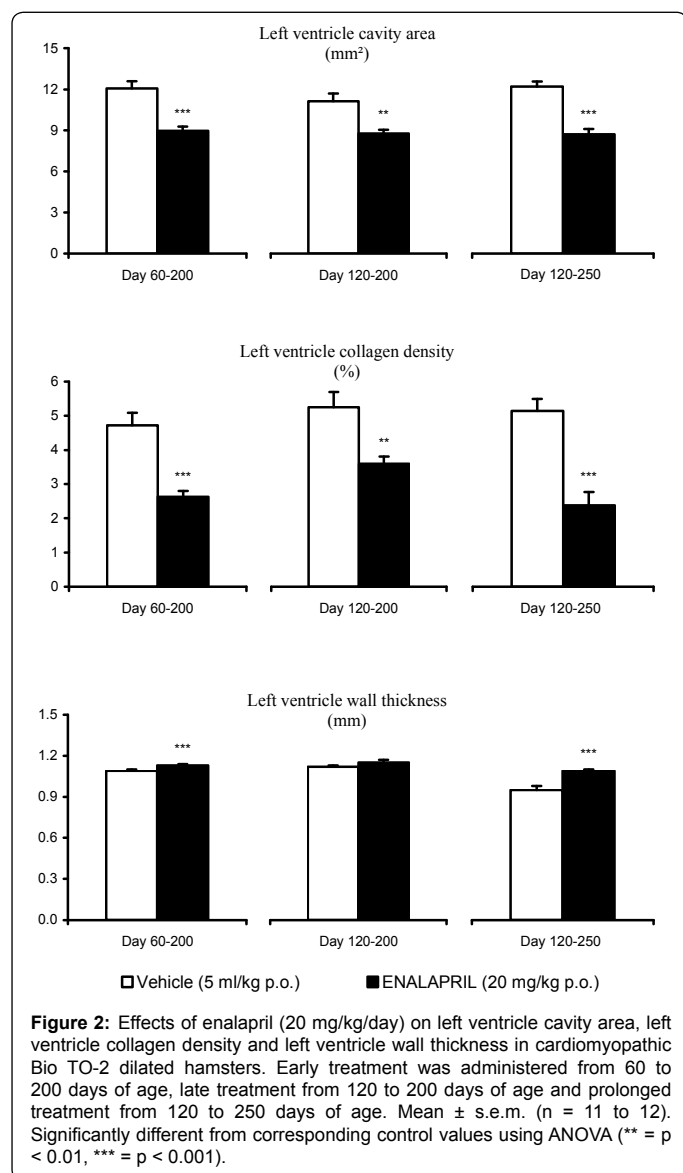 Left ventricle cavity area
(mm²)
15
12
9
6
3
0
***
**
***
Day 60-200
Day 120-200
Day 120-250
Left ventricle collagen density
(%)
6
5
4
3
2
1
0
***
**
***
Day 60-200
Day 120-200
Day 120-250
Left ventricle wall thickness
(mm)
1.5
1.2
0.9
0.6
0.3
0.0
***
***
Day 60-200
Day 120-200
Day 120-250
Vehicle (5 ml/kg p.o.) ENALAPRIL (20 mg/kg p.o.)
Figure 2: Effects of enalapril (20 mg/kg/day) on left ventricle cavity area, left
ventricle collagen density and left ventricle wall thickness in cardiomyopathic
Bio TO-2 dilated hamsters. Early treatment was administered from 60 to
200 days of age, late treatment from 120 to 200 days of age and prolonged
treatment from 120 to 250 days of age. Mean ± s.e.m. (n = 11 to 12).
Significantly different from corresponding control values using ANOVA (** = p
< 0.01, *** = p < 0.001).